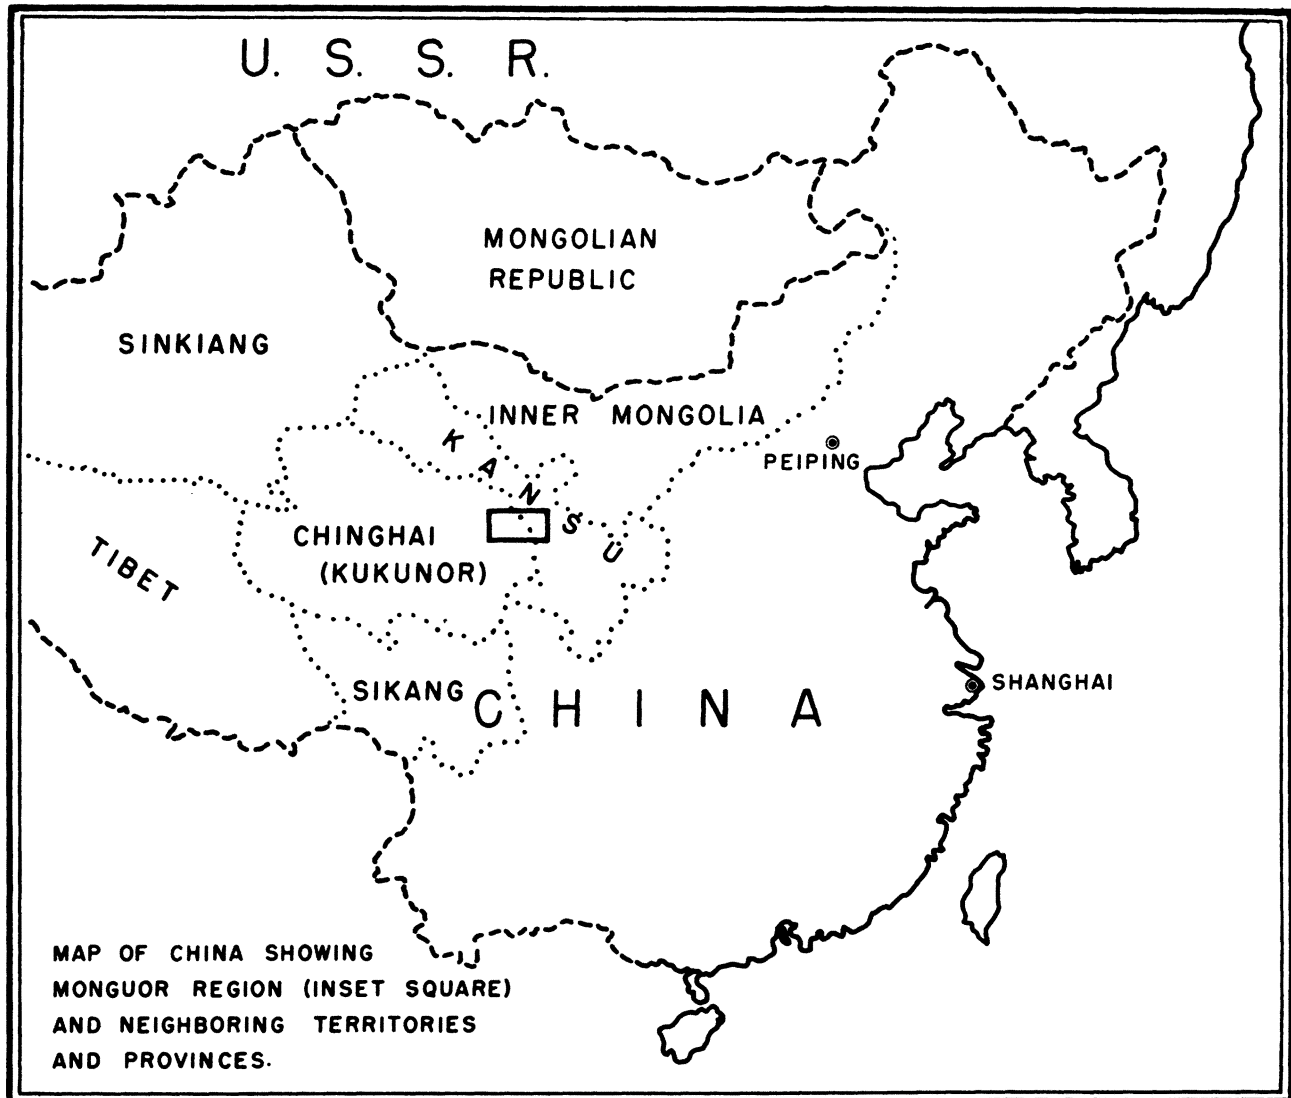 U. S. S. R.
MONGOLIAN
REPUBLIC
SINKIANG
INNER MONGOLIA
KANSU
PEIPING
CHINGHAI
(KUKUNOR)
TIBET
SIKANG
CHINA
SHANGHAI
MAP OF CHINA SHOWING
MONGUOR REGION (INSET SQUARE)
AND NEIGHBORING TERRITORIES
AND PROVINCES.